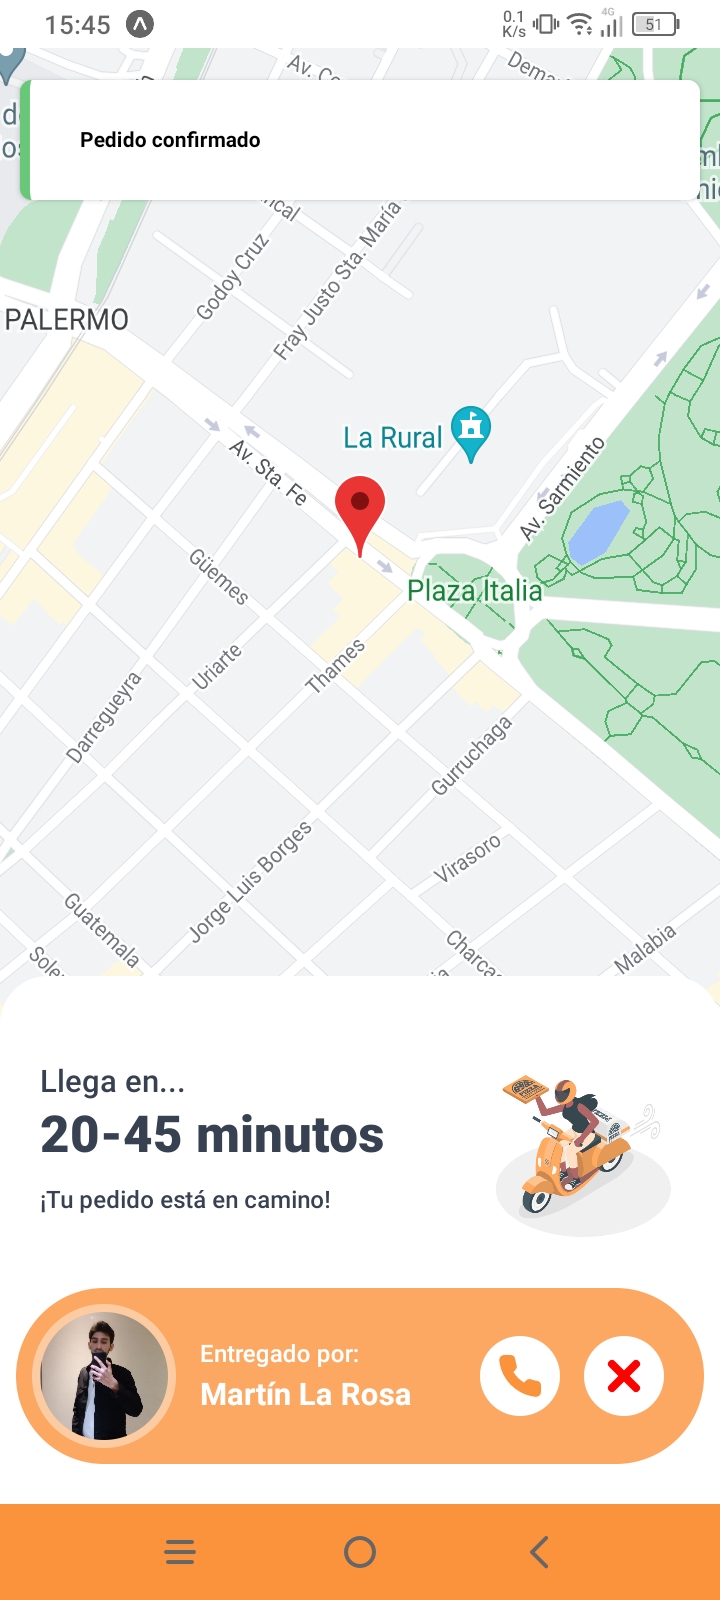 15:45
0.1
K/s
4G
51
Av. Co
Dema
Pedido confirmado
ical
Godoy Cruz
Fray Justo Sta. María
PALERMO
La Rural
Av. Sta. Fe
Av. Sarmiento
Güemes
Plaza Italia
Uriarte
Thames
Darregueyra
Gurruchaga
Jorge Luis Borges
Virasoro
Guatemala
Charcas
Malabia
Soler
Llega en...
20-45 minutos
¡Tu pedido está en camino!
Entregado por:
Martín La Rosa